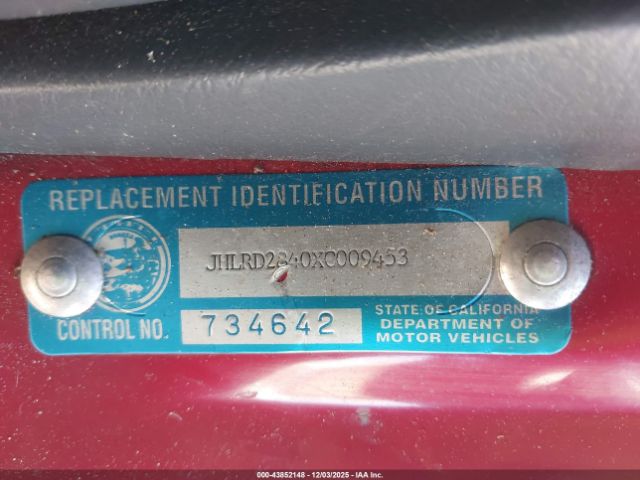 REPLACEMENT IDENTIFICATION NUMBER
JHLRD2840XC009453
CONTROL NO. 734642
STATE OF CALIFORNIA
DEPARTMENT OF
MOTOR VEHICLES
000-43852148 - 12/03/2025 - IAA Inc.